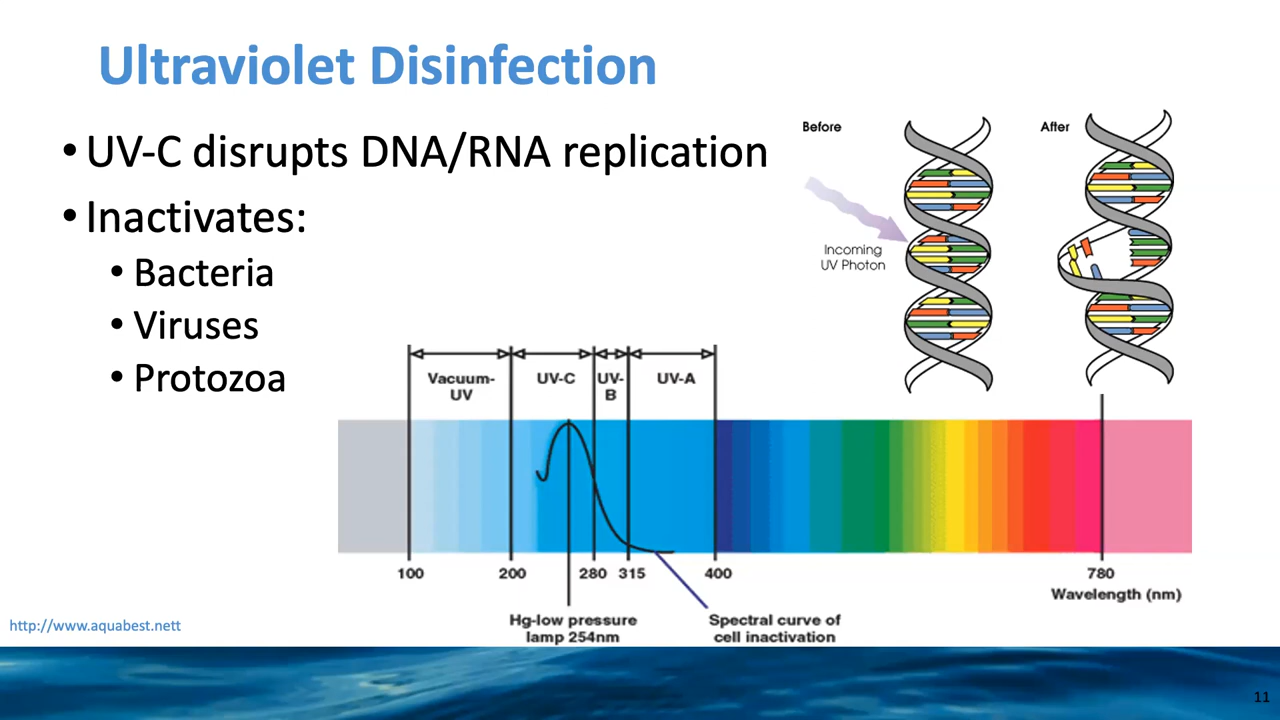 Ultraviolet Disinfection
• UV-C disrupts DNA/RNA replication
• Inactivates:
• Bacteria
• Viruses
• Protozoa
Before
After
Incoming
UV Photon
Vacuum-
UV
UV-C
UV-
B
UV-A
100
200
280
315
400
780
Wavelength (nm)
Hg-low pressure
lamp 254nm
Spectral curve of
cell inactivation
http://www.aquabest.nett
11